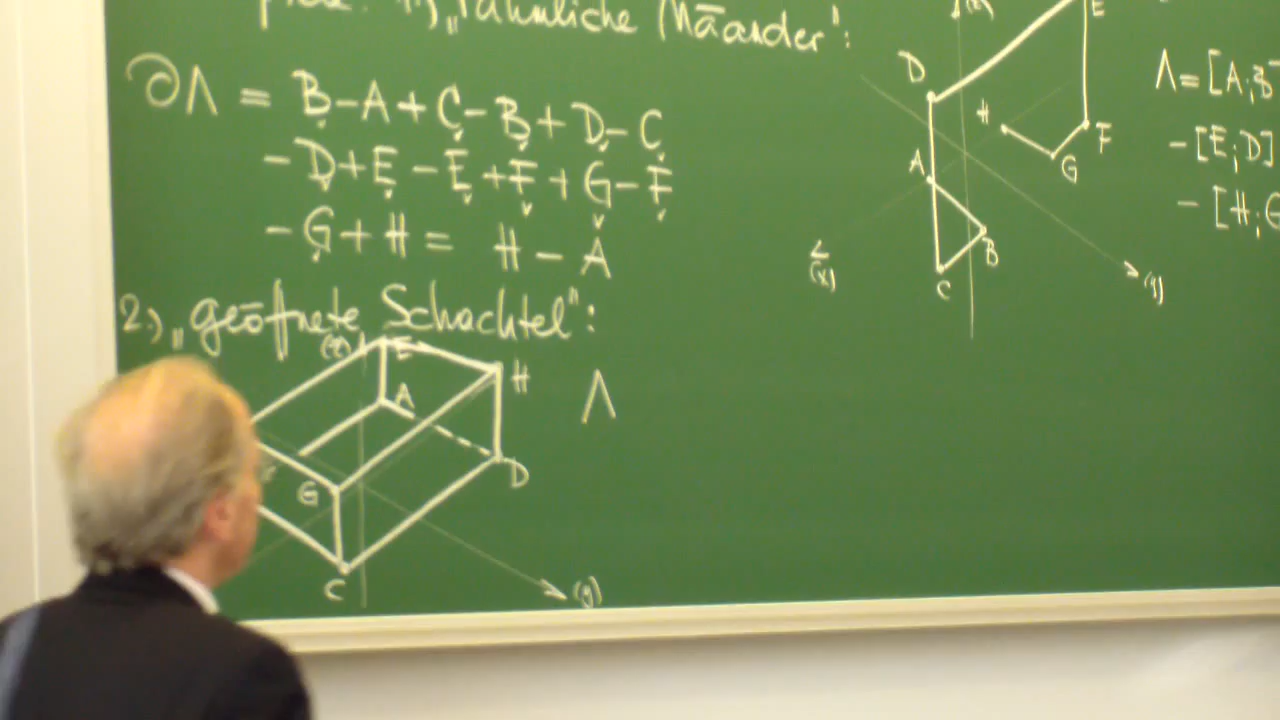 „räumliche Mäander":
∂Λ = B-A+C-B+D-C
-D+E-E+F+G-F
-G+H= H-A
2.) „geöffnete Schachtel":
(z) E
A
H
Λ
G
D
C
(y)
(z)
E
D
H
F
A
G
B
(x)
C
(y)
Λ=[A;B
-[E;D]
-[H;G